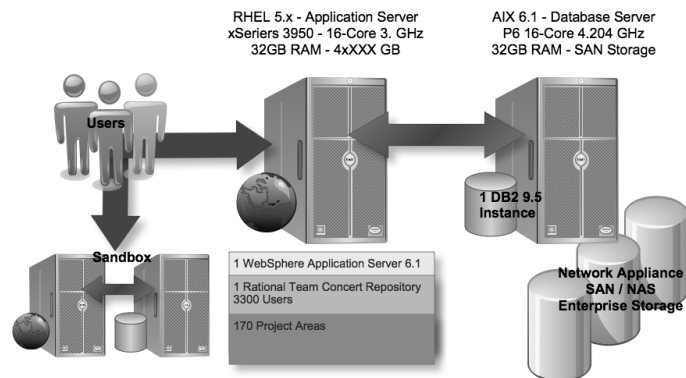 RHEL 5.x - Application Server
xSeriers 3950 - 16-Core 3. GHz
32GB RAM - 4xXXX GB
AIX 6.1 - Database Server
P6 16-Core 4.204 GHz
32GB RAM - SAN Storage
Users
1 DB2 9.5
Instance
Sandbox
1 WebSphere Application Server 6.1
1 Rational Team Concert Repository
3300 Users
170 Project Areas
Network Appliance
SAN / NAS
Enterprise Storage